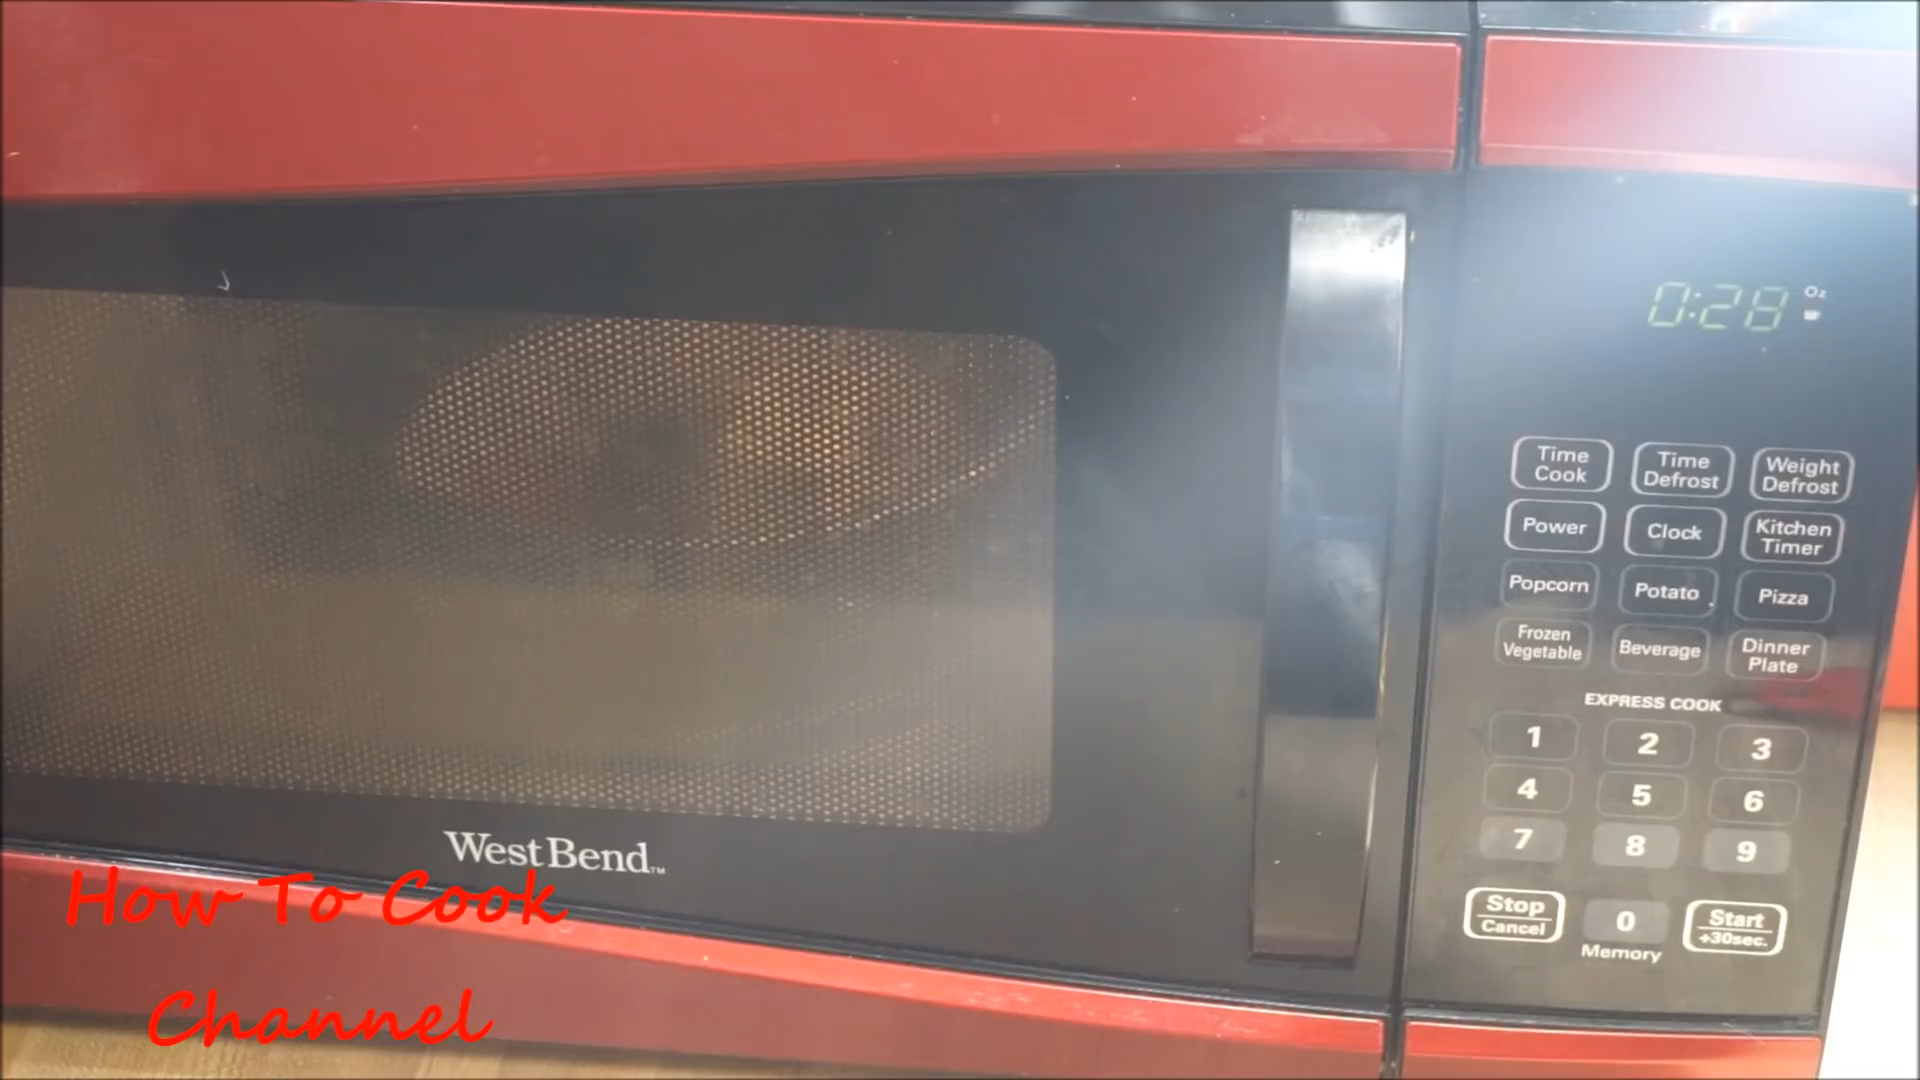 0:28
Oz
Time Cook
Time Defrost
Weight Defrost
Power
Clock
Kitchen Timer
Popcorn
Potato
Pizza
Frozen Vegetable
Beverage
Dinner Plate
EXPRESS COOK
1 2 3
4 5 6
7 8 9
Stop
Cancel
0
Memory
Start
+30sec.
West Bend™
How To Cook
Channel